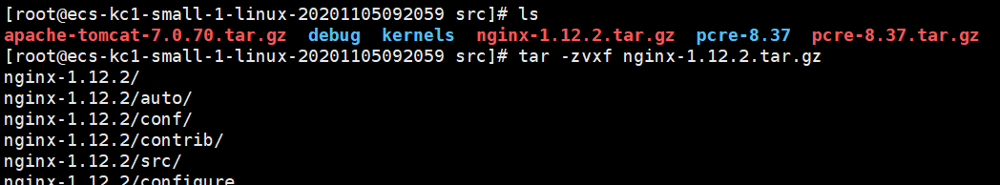 [root@ecs-kc1-small-1-linux-20201105092059 src]# ls
apache-tomcat-7.0.70.tar.gz  debug  kernels  nginx-1.12.2.tar.gz  pcre-8.37  pcre-8.37.tar.gz
[root@ecs-kc1-small-1-linux-20201105092059 src]# tar -zvxf nginx-1.12.2.tar.gz
nginx-1.12.2/
nginx-1.12.2/auto/
nginx-1.12.2/conf/
nginx-1.12.2/contrib/
nginx-1.12.2/src/
nginx-1.12.2/configure